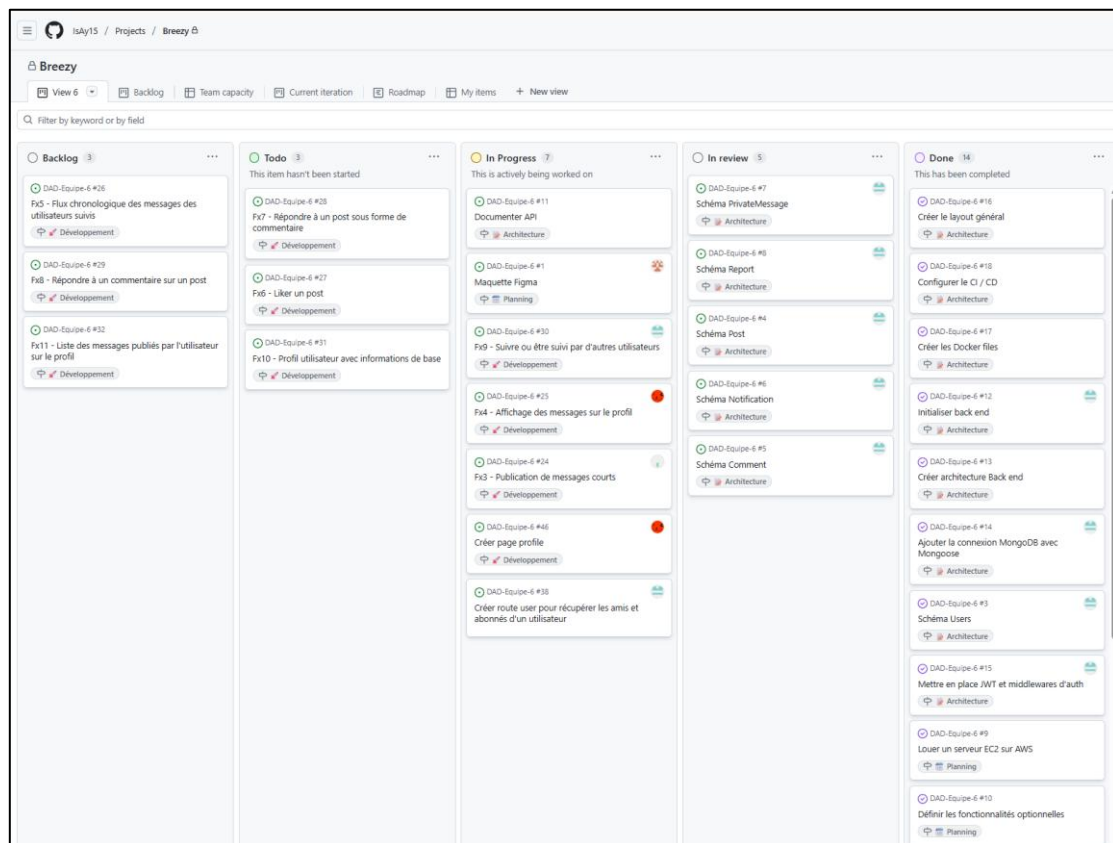 IsAy15 / Projects / Breezy
Breezy
View 6
Backlog
Team capacity
Current iteration
Roadmap
My items
+ New view
Filter by keyword or by field
Backlog 3 ...
DAD-Equipe-6 #26
Fx5 - Flux chronologique des messages des
utilisateurs suivis
Développement
DAD-Equipe-6 #29
Fx8 - Répondre à un commentaire sur un post
Développement
DAD-Equipe-6 #32
Fx11 - Liste des messages publiés par l'utilisateur
sur le profil
Développement
Todo 3 ...
This item hasn't been started
DAD-Equipe-6 #28
Fx7 - Répondre à un post sous forme de
commentaire
Développement
DAD-Equipe-6 #27
Fx6 - Liker un post
Développement
DAD-Equipe-6 #31
Fx10 - Profil utilisateur avec informations de base
Développement
In Progress 7 ...
This is actively being worked on
DAD-Equipe-6 #11
Documenter API
Architecture
DAD-Equipe-6 #1
Maquette Figma
Planning
DAD-Equipe-6 #30
Fx9 - Suivre ou être suivi par d'autres utilisateurs
Développement
DAD-Equipe-6 #25
Fx4 - Affichage des messages sur le profil
Développement
DAD-Equipe-6 #24
Fx3 - Publication de messages courts
Développement
DAD-Equipe-6 #46
Créer page profile
Développement
DAD-Equipe-6 #38
Créer route user pour récupérer les amis et
abonnés d'un utilisateur
In review 5 ...
DAD-Equipe-6 #7
Schéma PrivateMessage
Architecture
DAD-Equipe-6 #8
Schéma Report
Architecture
DAD-Equipe-6 #4
Schéma Post
Architecture
DAD-Equipe-6 #6
Schéma Notification
Architecture
DAD-Equipe-6 #5
Schéma Comment
Architecture
Done 14 ...
This has been completed
DAD-Equipe-6 #16
Créer le layout général
Architecture
DAD-Equipe-6 #18
Configurer le CI / CD
Architecture
DAD-Equipe-6 #17
Créer les Docker files
Architecture
DAD-Equipe-6 #12
Initialiser back end
Architecture
DAD-Equipe-6 #13
Créer architecture Back end
Architecture
DAD-Equipe-6 #14
Ajouter la connexion MongoDB avec
Mongoose
Architecture
DAD-Equipe-6 #3
Schéma Users
Architecture
DAD-Equipe-6 #15
Mettre en place JWT et middlewares d'auth
Architecture
DAD-Equipe-6 #9
Louer un serveur EC2 sur AWS
Planning
DAD-Equipe-6 #10
Définir les fonctionnalités optionnelles
Planning